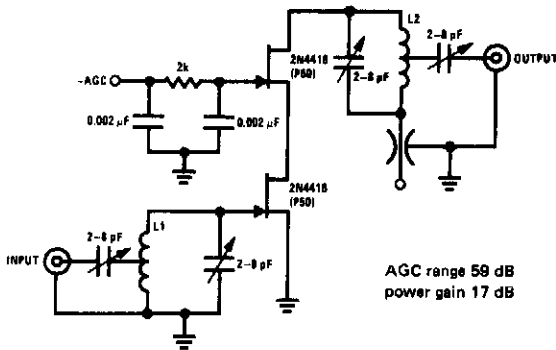 L2
2-8 pF
OUTPUT
2N4416
(P50)
2-8 pF
-AGC
2k
0.002 µF
0.002 µF
2N4416
(P50)
INPUT
2-8 pF
L1
2-8 pF
AGC range 59 dB
power gain 17 dB